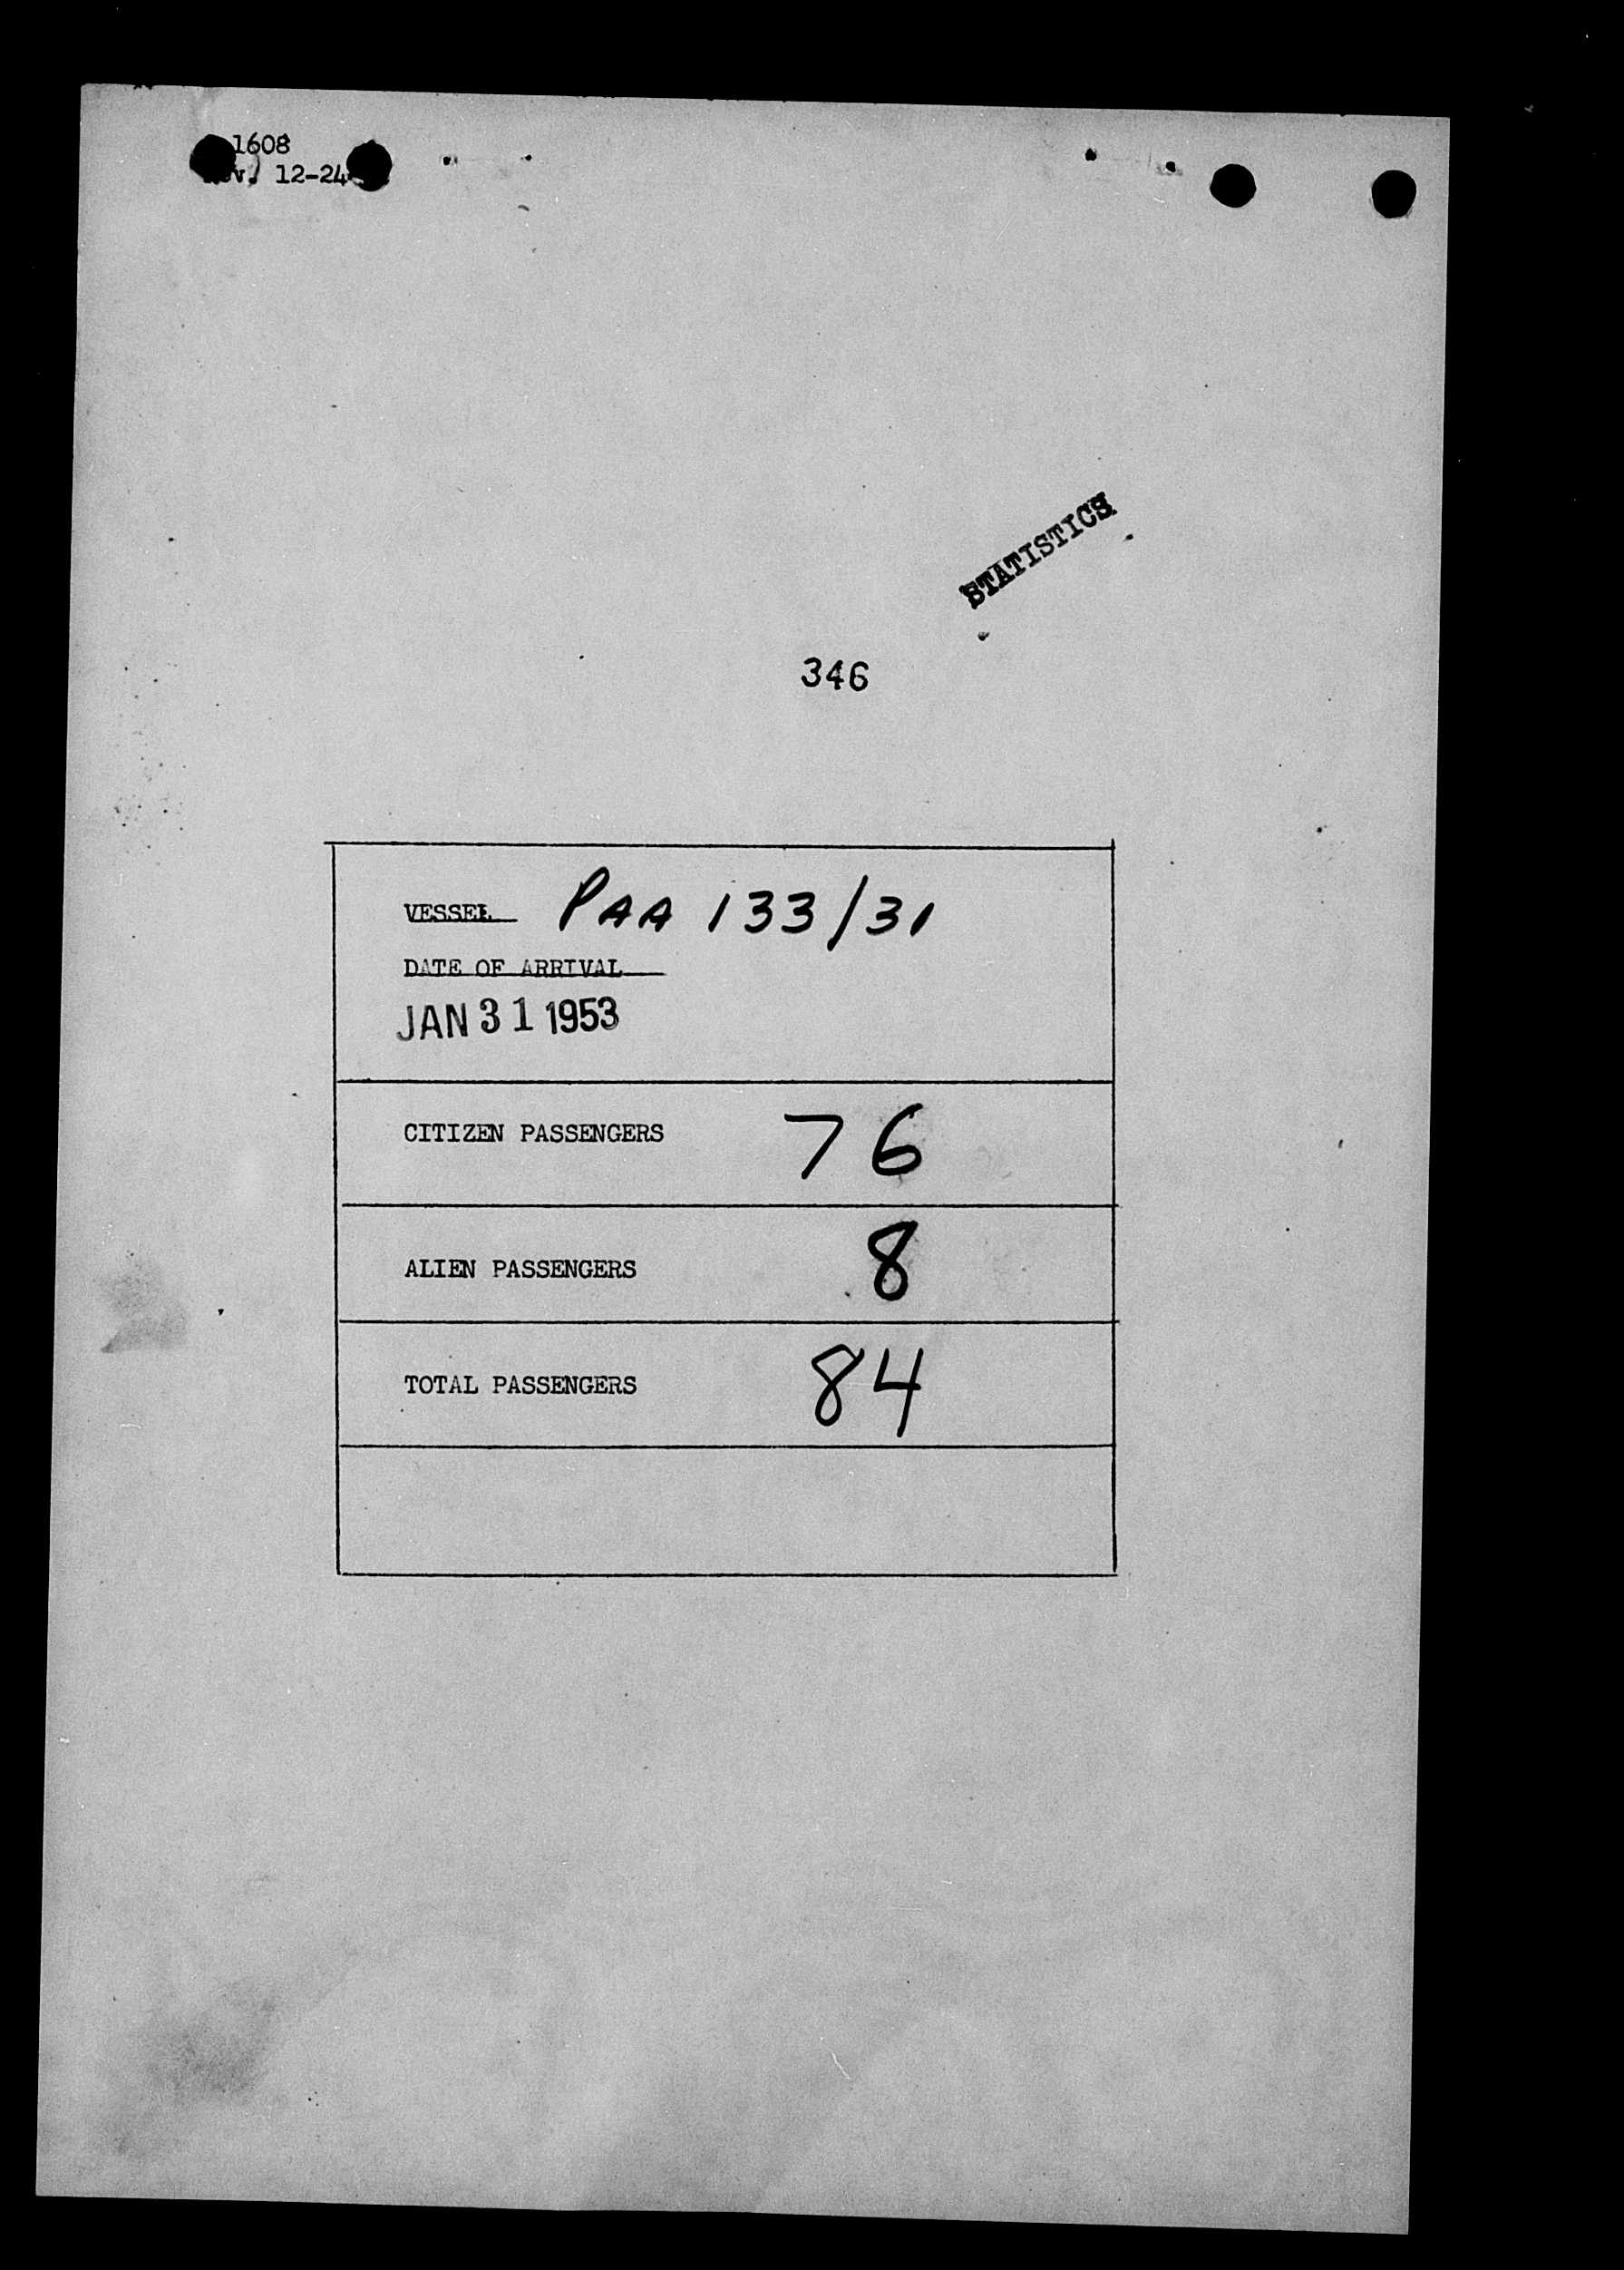 1608
v. 12-24
STATISTICS
346
VESSEL PAA 133/31
DATE OF ARRIVAL
JAN 31 1953
CITIZEN PASSENGERS 76
ALIEN PASSENGERS 8
TOTAL PASSENGERS 84